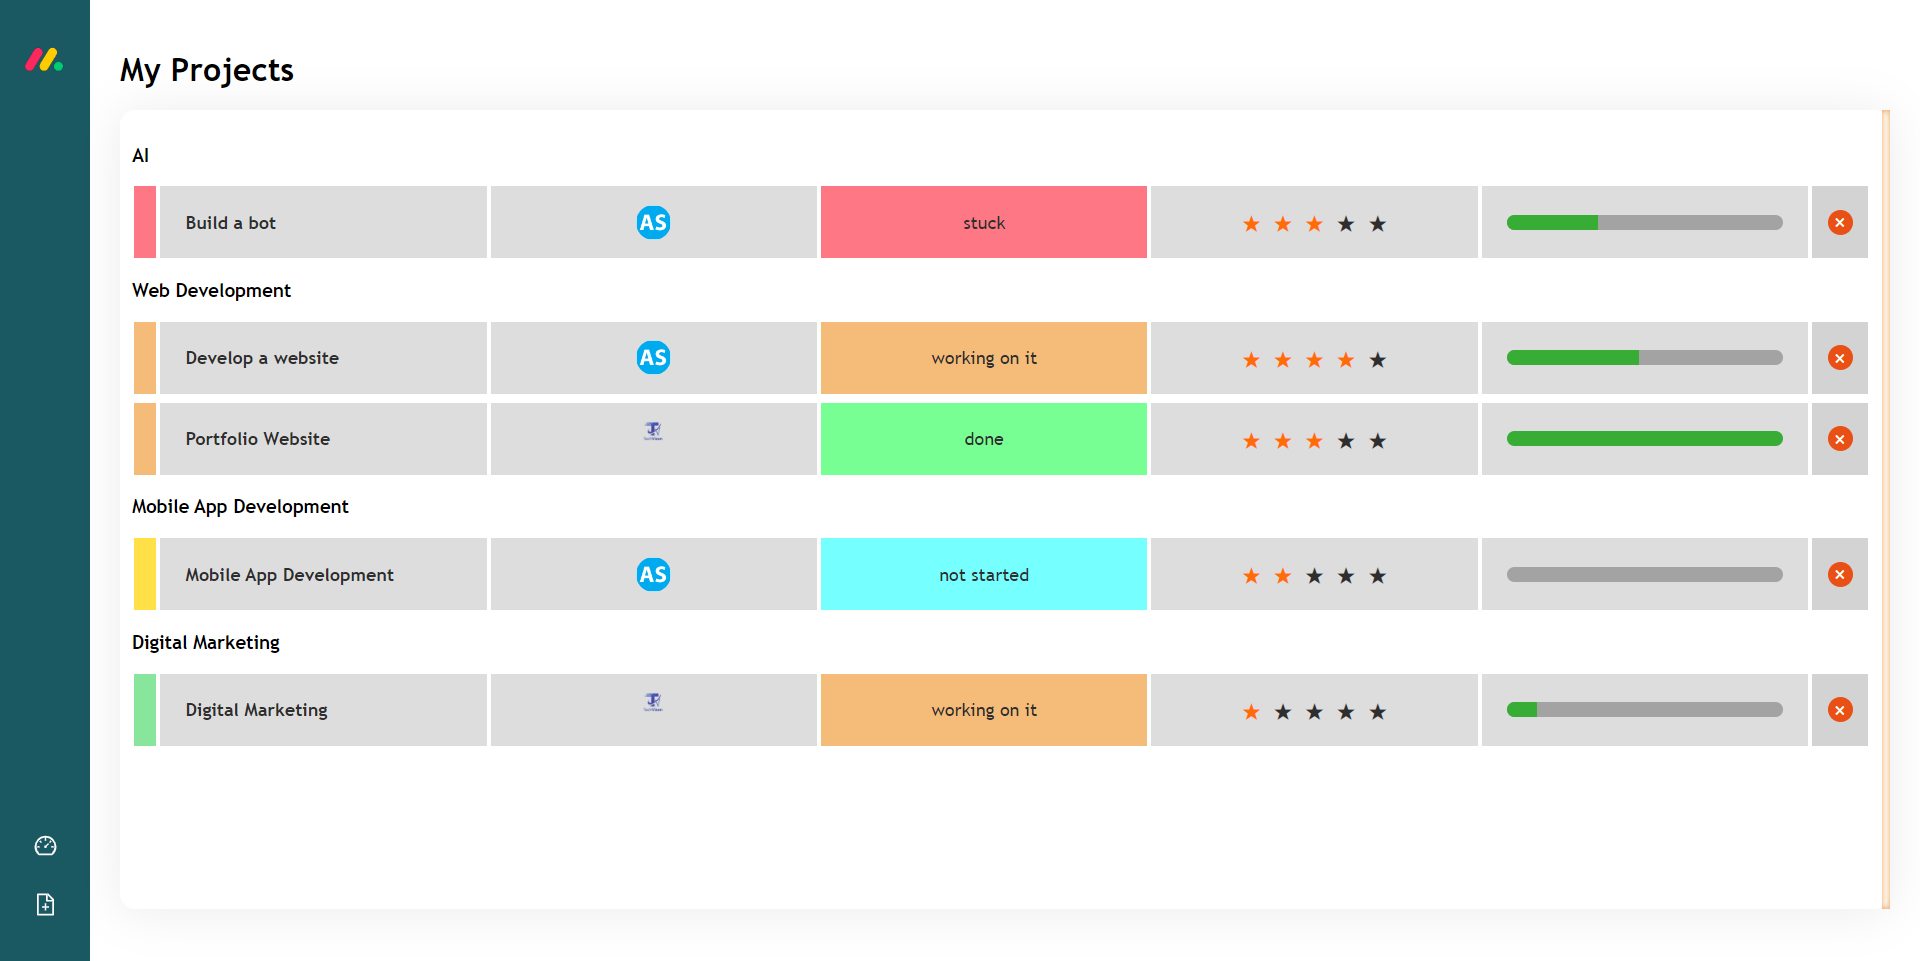 My Projects
AI
Build a bot
AS
stuck
Web Development
Develop a website
AS
working on it
Portfolio Website
done
Mobile App Development
Mobile App Development
AS
not started
Digital Marketing
Digital Marketing
working on it